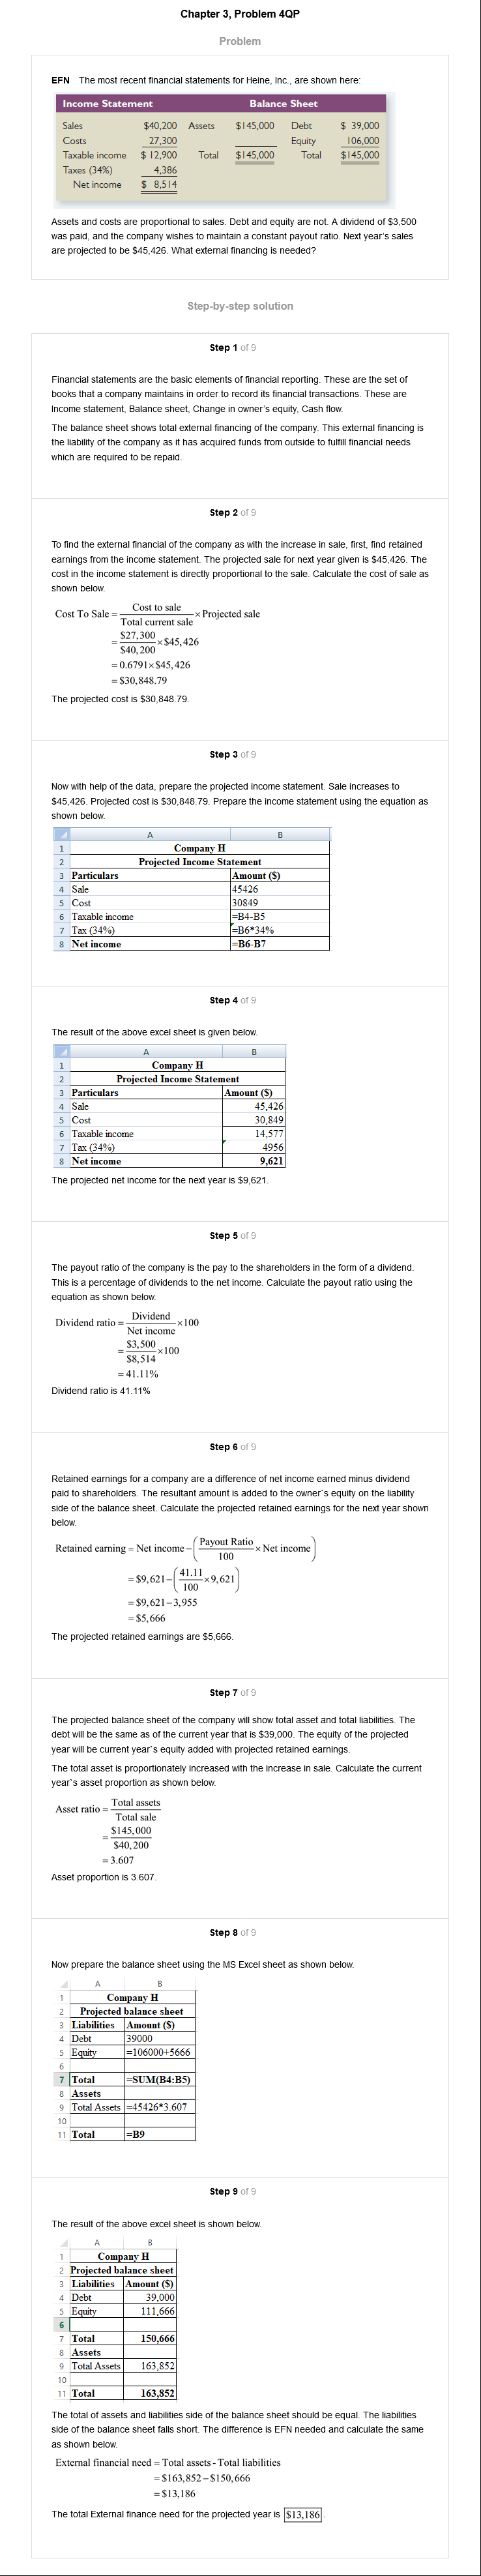 Chapter 3, Problem 4QP
Problem
EFN The most recent financial statements for Heine, Inc., are shown here:
Income Statement Balance Sheet
Sales $40,200 Assets $145,000 Debt $ 39,000
Costs 27,300 Equity 106,000
Taxable income $ 12,900 Total $145,000 Total $145,000
Taxes (34%) 4,386
Net income $ 8,514
Assets and costs are proportional to sales. Debt and equity are not. A dividend of $3,500
was paid, and the company wishes to maintain a constant payout ratio. Next year's sales
are projected to be $45,426. What external financing is needed?
Step-by-step solution
Step 1 of 9
Financial statements are the basic elements of financial reporting. These are the set of
books that a company maintains in order to record its financial transactions. These are
Income statement, Balance sheet, Change in owner's equity, Cash flow.
The balance sheet shows total external financing of the company. This external financing is
the liability of the company as it has acquired funds from outside to fulfill financial needs
which are required to be repaid.
Step 2 of 9
To find the external financial of the company as with the increase in sale, first, find retained
earnings from the income statement. The projected sale for next year given is $45,426. The
cost in the income statement is directly proportional to the sale. Calculate the cost of sale as
shown below.
Cost To Sale = Cost to sale / Total current sale × Projected sale
= $27,300 / $40,200 × $45,426
= 0.6791 × $45,426
= $30,848.79
The projected cost is $30,848.79.
Step 3 of 9
Now with help of the data, prepare the projected income statement. Sale increases to
$45,426. Projected cost is $30,848.79. Prepare the income statement using the equation as
shown below.
A B
1 Company H
2 Projected Income Statement
3 Particulars Amount ($)
4 Sale 45426
5 Cost 30849
6 Taxable income =B4-B5
7 Tax (34%) =B6*34%
8 Net income =B6-B7
Step 4 of 9
The result of the above excel sheet is given below.
A B
1 Company H
2 Projected Income Statement
3 Particulars Amount ($)
4 Sale 45,426
5 Cost 30,849
6 Taxable income 14,577
7 Tax (34%) 4956
8 Net income 9,621
The projected net income for the next year is $9,621.
Step 5 of 9
The payout ratio of the company is the pay to the shareholders in the form of a dividend.
This is a percentage of dividends to the net income. Calculate the payout ratio using the
equation as shown below.
Dividend ratio = Dividend / Net income × 100
= $3,500 / $8,514 × 100
= 41.11%
Dividend ratio is 41.11%
Step 6 of 9
Retained earnings for a company are a difference of net income earned minus dividend
paid to shareholders. The resultant amount is added to the owner's equity on the liability
side of the balance sheet. Calculate the projected retained earnings for the next year shown
below.
Retained earning = Net income − (Payout Ratio / 100 × Net income)
= $9,621 − (41.11 / 100 × 9,621)
= $9,621 − 3,955
= $5,666
The projected retained earnings are $5,666.
Step 7 of 9
The projected balance sheet of the company will show total asset and total liabilities. The
debt will be the same as of the current year that is $39,000. The equity of the projected
year will be current year's equity added with projected retained earnings.
The total asset is proportionately increased with the increase in sale. Calculate the current
year's asset proportion as shown below.
Asset ratio = Total assets / Total sale
= $145,000 / $40,200
= 3.607
Asset proportion is 3.607.
Step 8 of 9
Now prepare the balance sheet using the MS Excel sheet as shown below.
A B
1 Company H
2 Projected balance sheet
3 Liabilities Amount ($)
4 Debt 39000
5 Equity =106000+5666
6
7 Total =SUM(B4:B5)
8 Assets
9 Total Assets =45426*3.607
10
11 Total =B9
Step 9 of 9
The result of the above excel sheet is shown below.
A B
1 Company H
2 Projected balance sheet
3 Liabilities Amount ($)
4 Debt 39,000
5 Equity 111,666
6
7 Total 150,666
8 Assets
9 Total Assets 163,852
10
11 Total 163,852
The total of assets and liabilities side of the balance sheet should be equal. The liabilities
side of the balance sheet falls short. The difference is EFN needed and calculate the same
as shown below.
External financial need = Total assets - Total liabilities
= $163,852 − $150,666
= $13,186
The total External finance need for the projected year is $13,186.